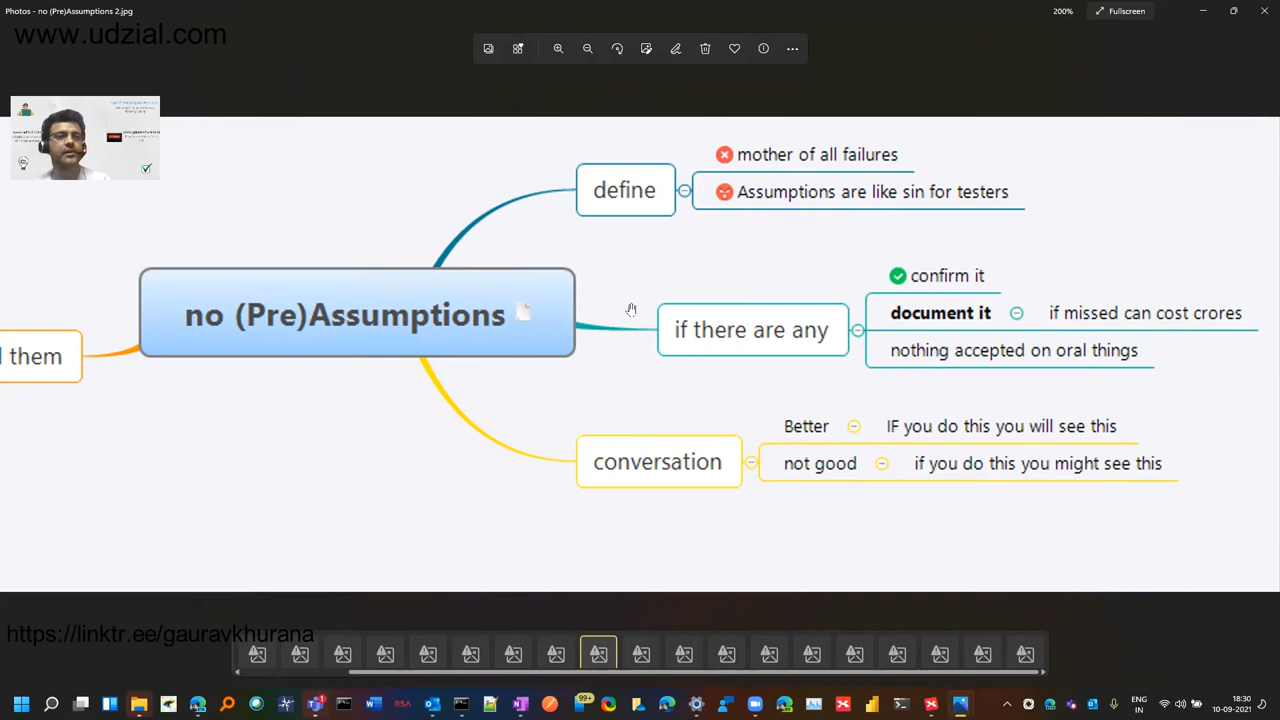 Photos - no (Pre)Assumptions 2.jpg
200%
Fullscreen
www.udzial.com
define
mother of all failures
Assumptions are like sin for testers
no (Pre)Assumptions
them
if there are any
confirm it
document it
if missed can cost crores
nothing accepted on oral things
conversation
Better
IF you do this you will see this
not good
if you do this you might see this
https://linktr.ee/gauravkhurana
RSA
99+
ENG
IN
18:30
10-09-2021